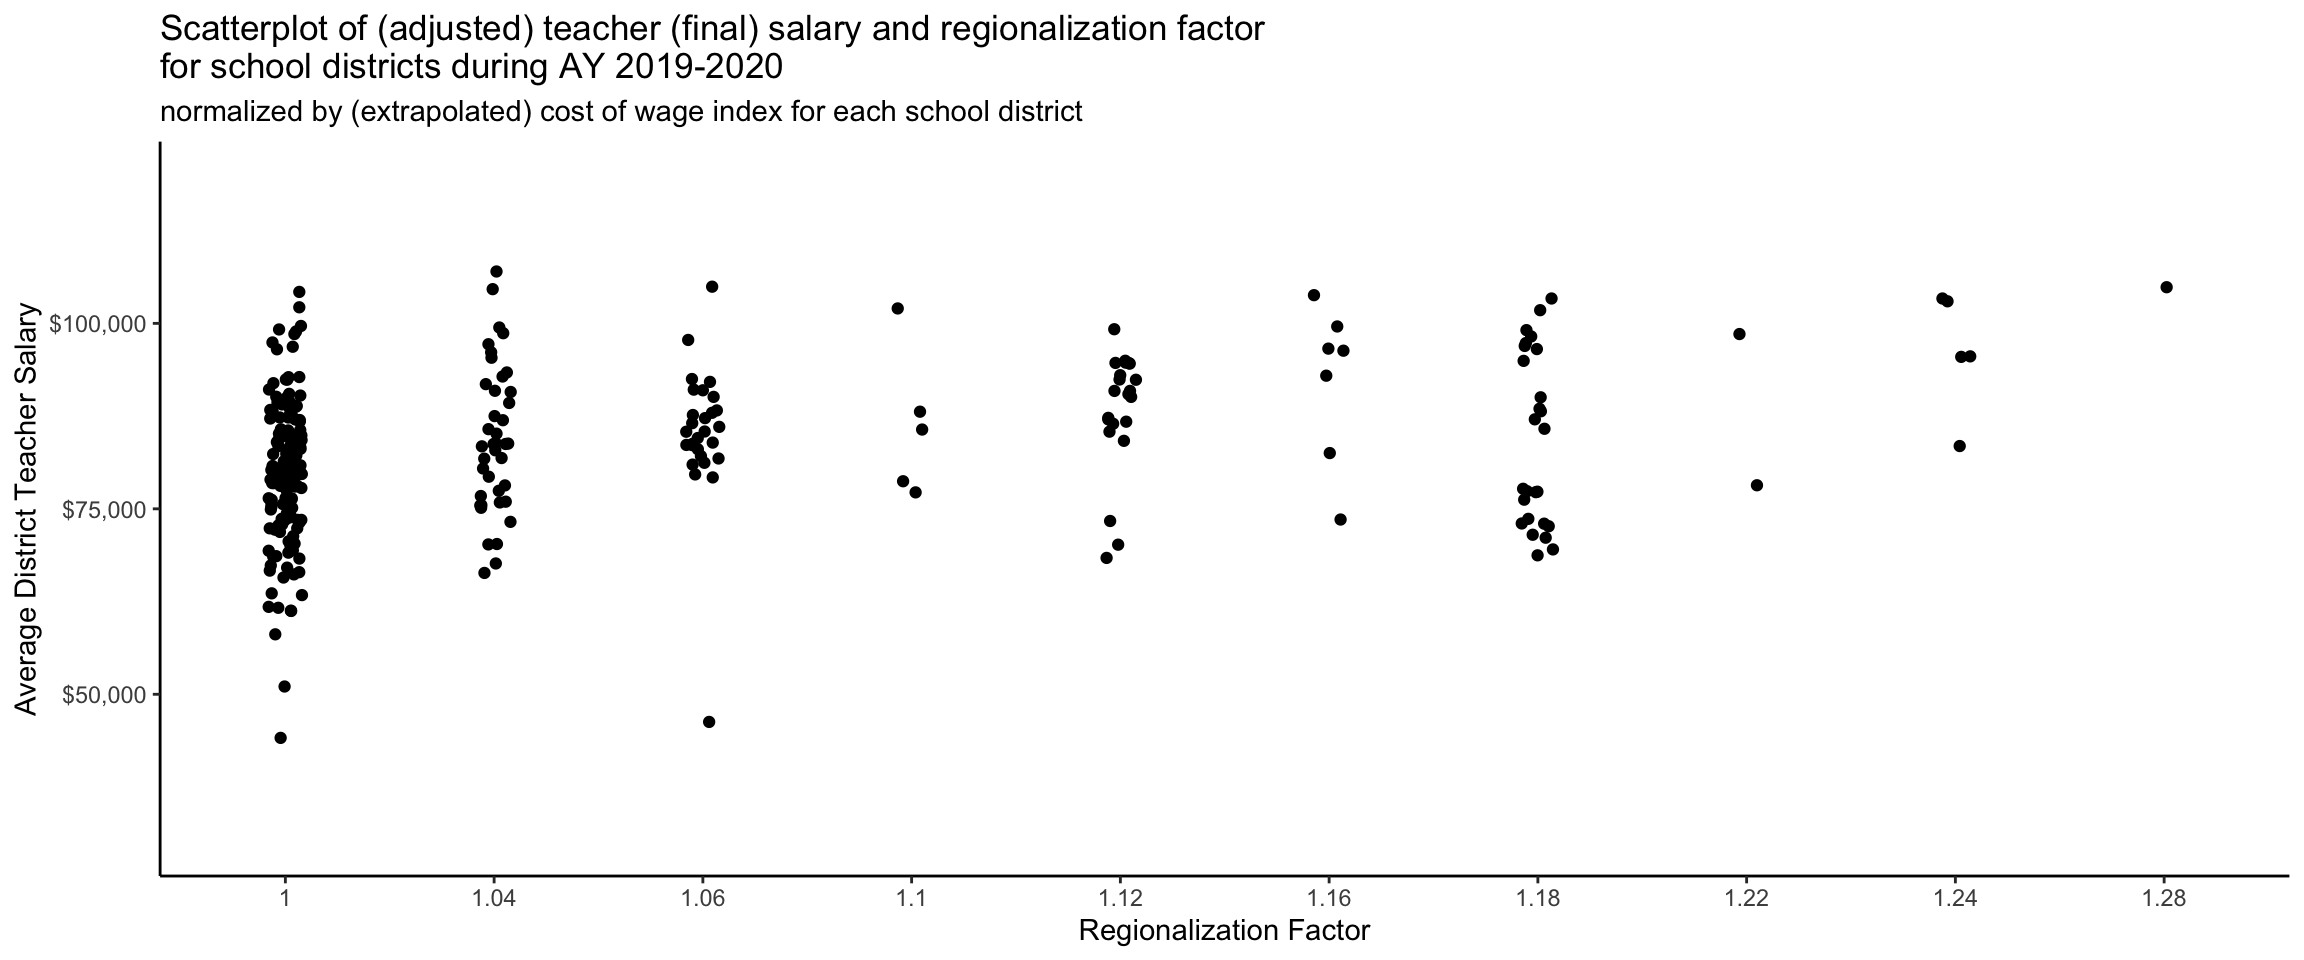 Scatterplot of (adjusted) teacher (final) salary and regionalization factor
for school districts during AY 2019-2020
normalized by (extrapolated) cost of wage index for each school district
Average District Teacher Salary
$100,000
$75,000
$50,000
1 1.04 1.06 1.1 1.12 1.16 1.18 1.22 1.24 1.28
Regionalization Factor